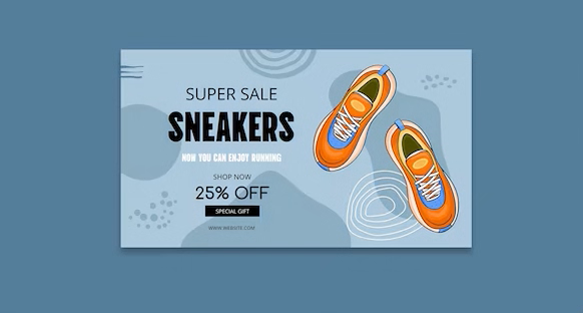 SUPER SALE
SNEAKERS
NOW YOU CAN ENJOY RUNNING
SHOP NOW
25% OFF
SPECIAL GIFT
WWW.WEBSITE.COM